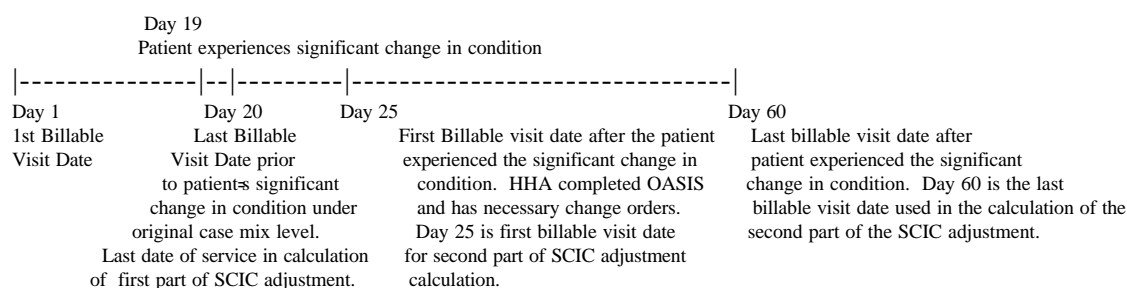 Day 19
Patient experiences significant change in condition
|----------------|--|----------|----------------------------------|
Day 1 Day 20 Day 25 Day 60
1st Billable Last Billable First Billable visit date after the patient Last billable visit date after
Visit Date Visit Date prior experienced the significant change in patient experienced the significant
to patient=s significant condition. HHA completed OASIS change in condition. Day 60 is the last
change in condition under and has necessary change orders. billable visit date used in the calculation of the
original case mix level. Day 25 is first billable visit date second part of the SCIC adjustment.
Last date of service in calculation for second part of SCIC adjustment
of first part of SCIC adjustment. calculation.